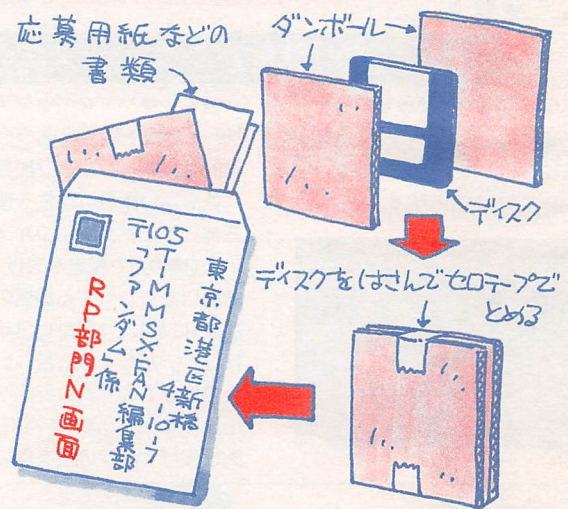 応募用紙などの
書類
ダンボール
ディスク
ディスクをはさんでセロテープで
とめる
〒105
東京都港区新橋
4-10-7
TIM MSX・FAN編集部
「ファンダム」係
RP部門N画面